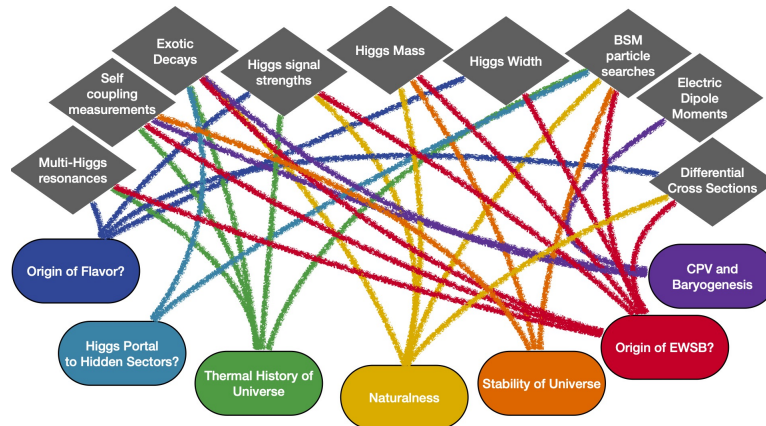 Exotic
Decays
Higgs signal
strengths
Higgs Mass
Higgs Width
BSM
particle
searches
Self
coupling
measurements
Electric
Dipole
Moments
Multi-Higgs
resonances
Differential
Cross Sections
Origin of Flavor?
CPV and
Baryogenesis
Higgs Portal
to Hidden Sectors?
Origin of EWSB?
Thermal History of
Universe
Naturalness
Stability of Universe